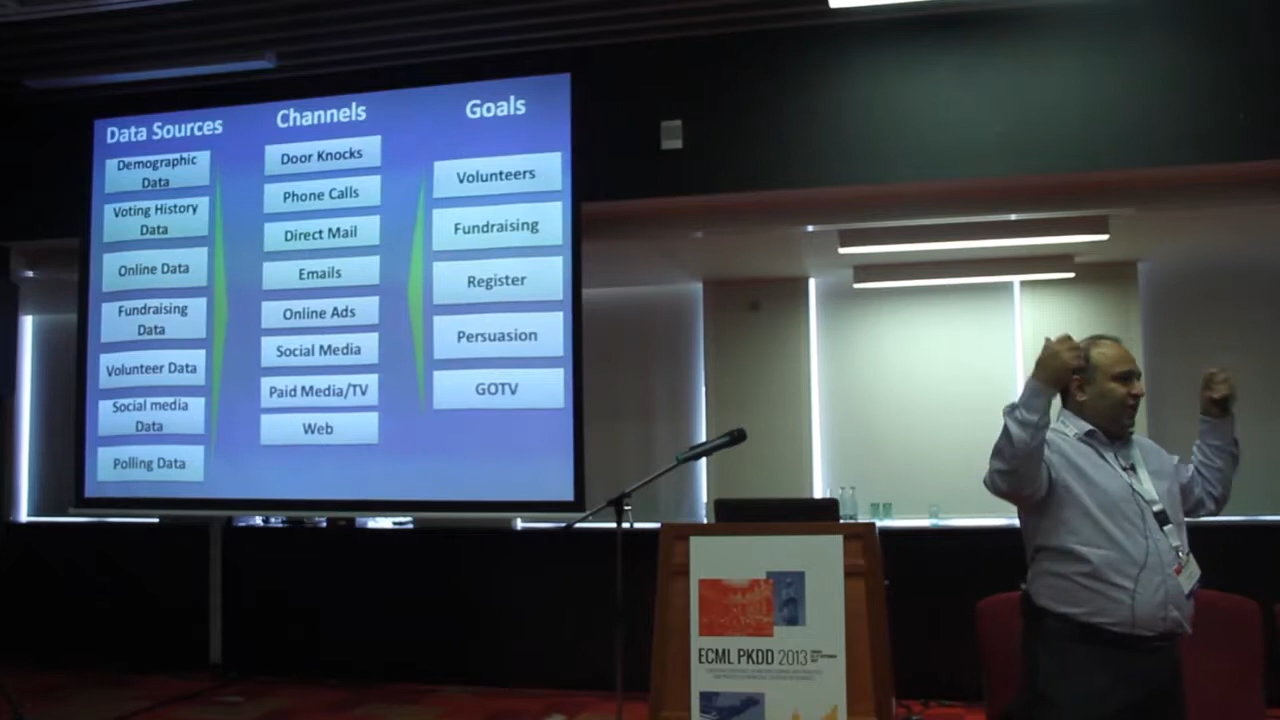 Data Sources
Demographic
Data
Voting History
Data
Online Data
Fundraising
Data
Volunteer Data
Social media
Data
Polling Data
Channels
Door Knocks
Phone Calls
Direct Mail
Emails
Online Ads
Social Media
Paid Media/TV
Web
Goals
Volunteers
Fundraising
Register
Persuasion
GOTV
ECML PKDD 2013